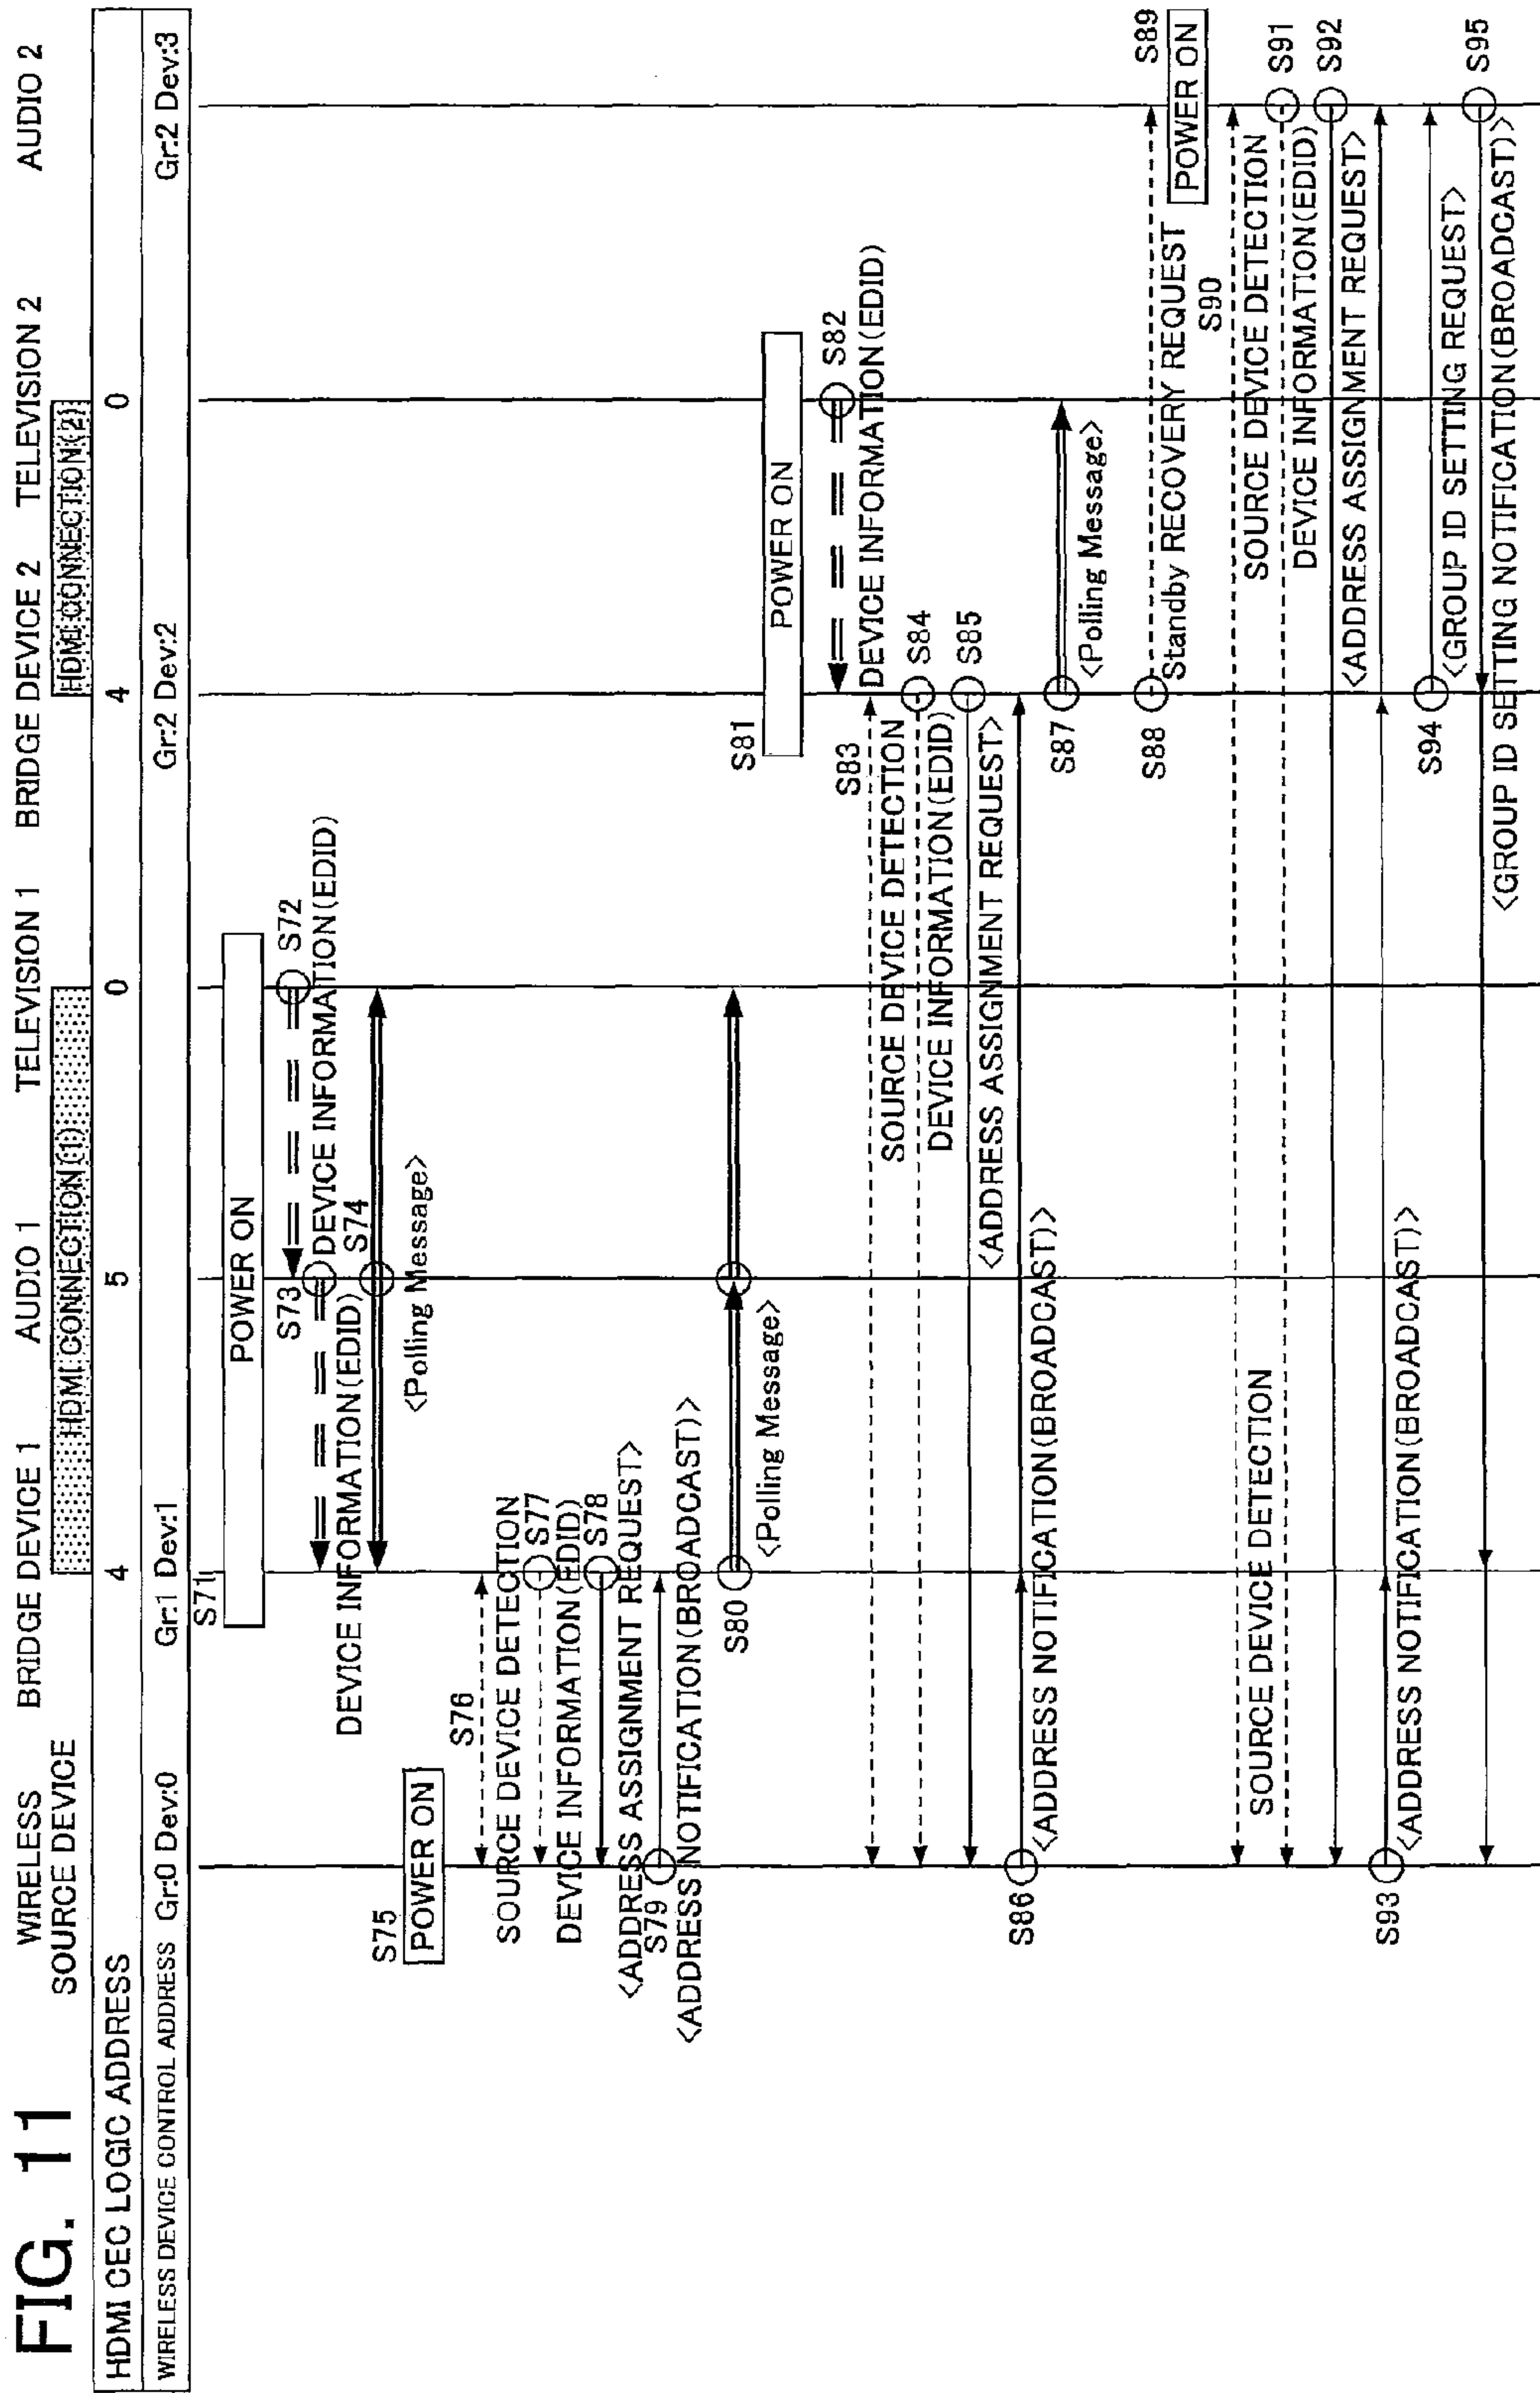 FIG. 11
WIRELESS
SOURCE DEVICE
BRIDGE DEVICE 1
AUDIO 1
TELEVISION 1
BRIDGE DEVICE 2
TELEVISION 2
AUDIO 2
HDMI CONNECTION(1)
HDMI CONNECTION(2)
HDMI CEC LOGIC ADDRESS
4
5
0
4
0
WIRELESS DEVICE CONTROL ADDRESS
Gr:0 Dev:0
Gr:1 Dev:1
Gr:2 Dev:2
Gr:2 Dev:3
S71
POWER ON
S72
DEVICE INFORMATION(EDID)
S73
DEVICE INFORMATION(EDID)
S74
<Polling Message>
S75
POWER ON
S76
SOURCE DEVICE DETECTION
S77
DEVICE INFORMATION(EDID)
S78
<ADDRESS ASSIGNMENT REQUEST>
S79
<ADDRESS NOTIFICATION(BROADCAST)>
S80
<Polling Message>
S81
POWER ON
S82
DEVICE INFORMATION(EDID)
S83
SOURCE DEVICE DETECTION
S84
DEVICE INFORMATION(EDID)
S85
<ADDRESS ASSIGNMENT REQUEST>
S86
<ADDRESS NOTIFICATION(BROADCAST)>
S87
<Polling Message>
S88
Standby RECOVERY REQUEST
S89
POWER ON
S90
SOURCE DEVICE DETECTION
SOURCE DEVICE DETECTION
S91
DEVICE INFORMATION(EDID)
S92
<ADDRESS ASSIGNMENT REQUEST>
S93
<ADDRESS NOTIFICATION(BROADCAST)>
S94
<GROUP ID SETTING REQUEST>
S95
<GROUP ID SETTING NOTIFICATION(BROADCAST)>